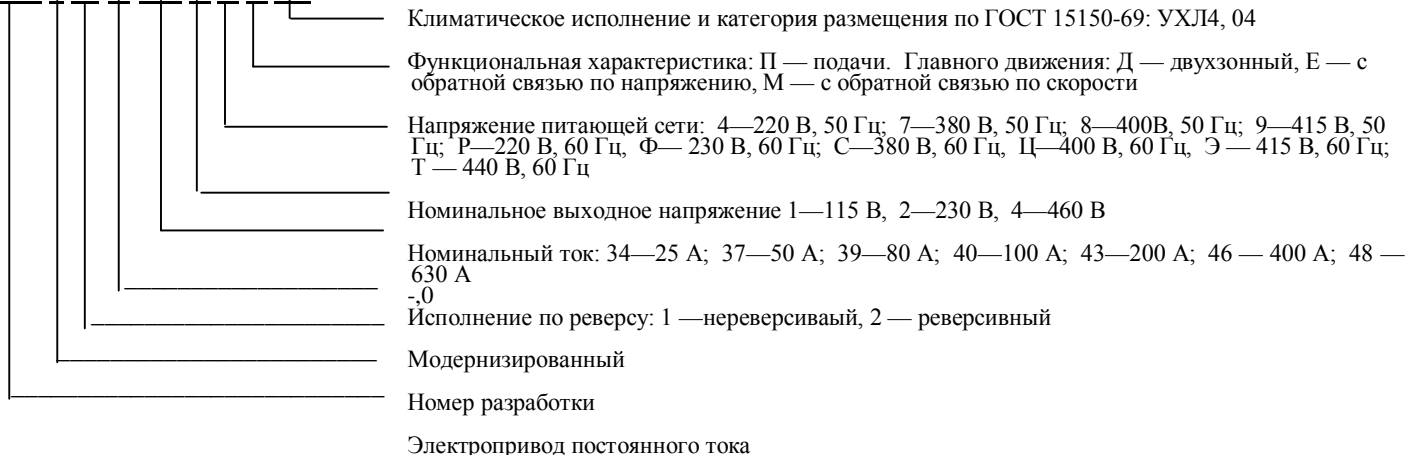 Климатическое исполнение и категория размещения по ГОСТ 15150-69: УХЛ4, 04
Функциональная характеристика: П — подачи. Главного движения: Д — двухзонный, Е — с
обратной связью по напряжению, М — с обратной связью по скорости
Напряжение питающей сети: 4—220 В, 50 Гц; 7—380 В, 50 Гц; 8—400В, 50 Гц; 9—415 В, 50
Гц; Р—220 В, 60 Гц, Ф— 230 В, 60 Гц; С—380 В, 60 Гц, Ц—400 В, 60 Гц, Э — 415 В, 60 Гц;
Т — 440 В, 60 Гц
Номинальное выходное напряжение 1—115 В, 2—230 В, 4—460 В
Номинальный ток: 34—25 А; 37—50 А; 39—80 А; 40—100 А; 43—200 А; 46 — 400 А; 48 —
630 А
-,0
Исполнение по реверсу: 1 —нереверсиваый, 2 — реверсивный
Модернизированный
Номер разработки
Электропривод постоянного тока